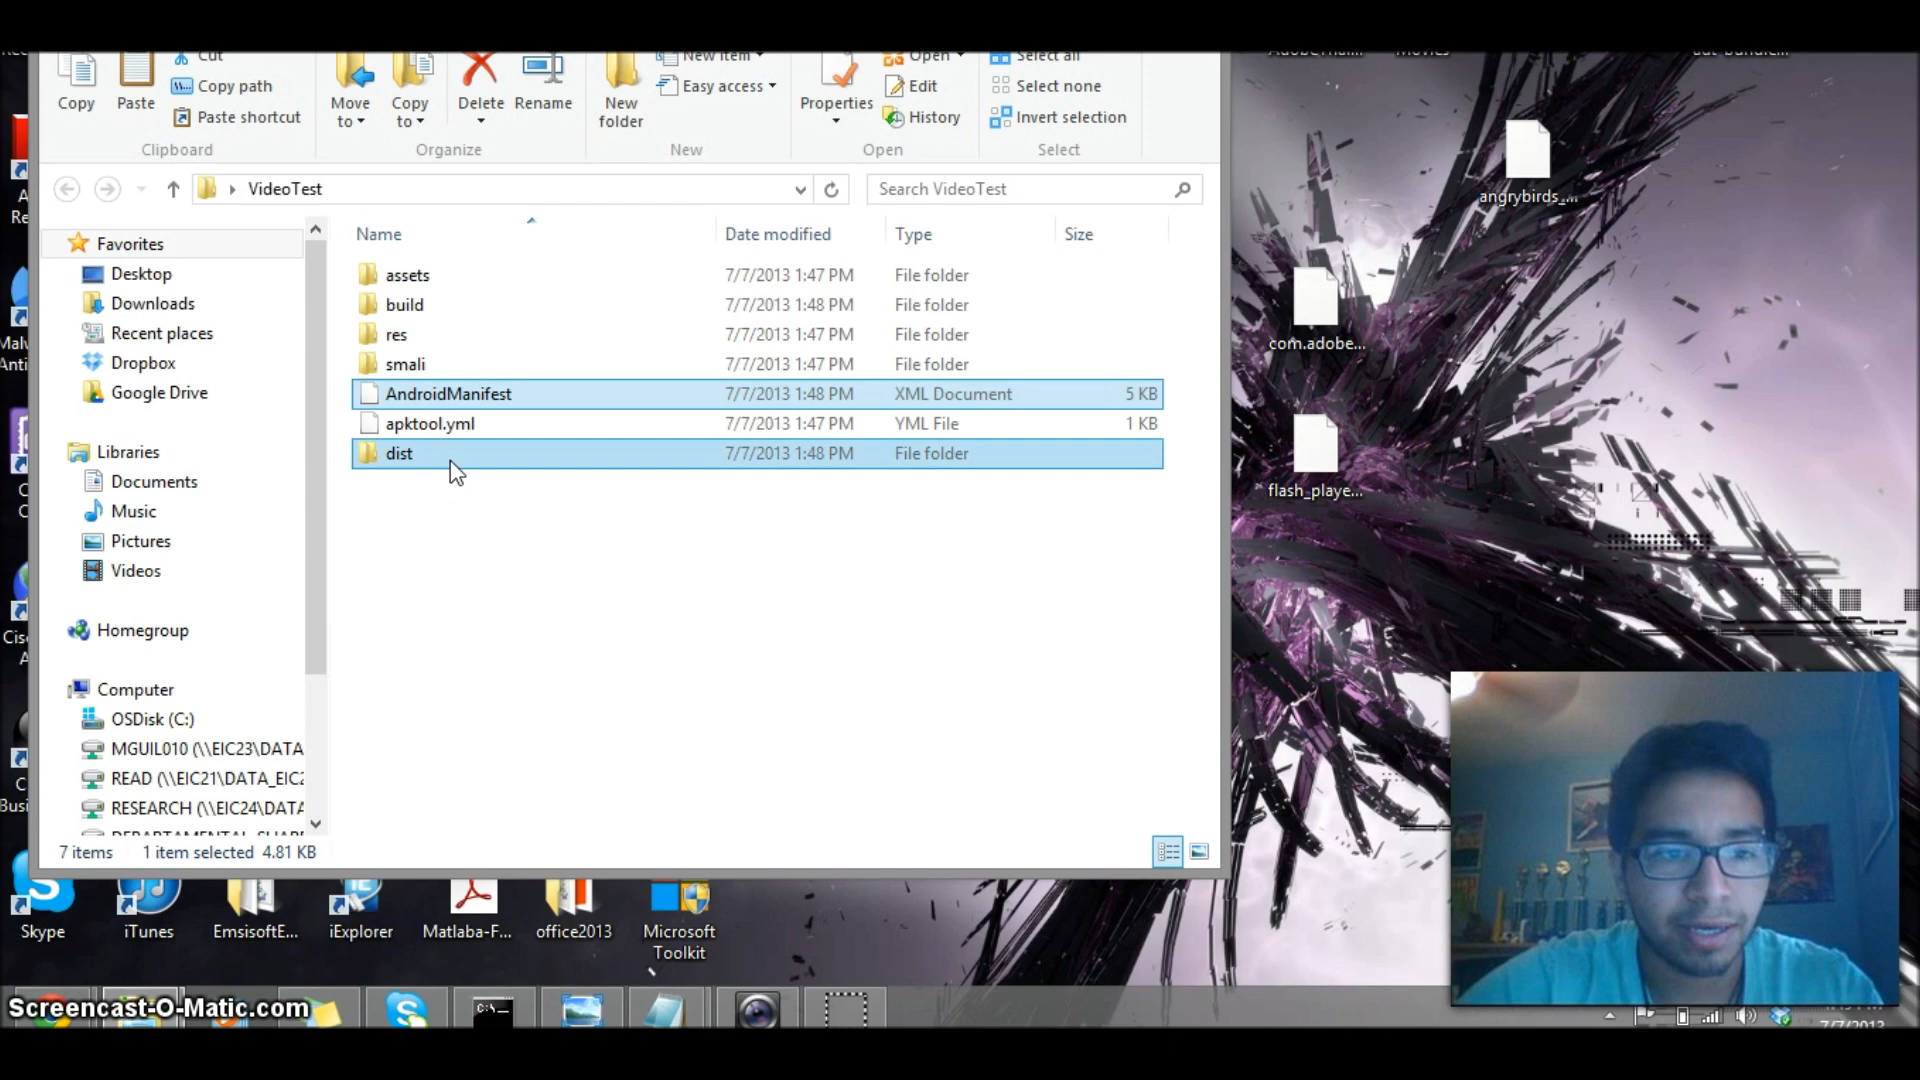 Cut
New item
Open
Select all
Copy path
Easy access
Edit
Select none
Copy
Paste
Move to
Copy to
Delete
Rename
New folder
Properties
Paste shortcut
History
Invert selection
Clipboard
Organize
New
Open
Select
VideoTest
Search VideoTest
Name
Date modified
Type
Size
Favorites
Desktop
Downloads
Recent places
Dropbox
Google Drive
Libraries
Documents
Music
Pictures
Videos
Homegroup
Computer
OSDisk (C:)
MGUIL010 (\\EIC23\DATA
READ (\\EIC21\DATA_EIC2
RESEARCH (\\EIC24\DATA
assets 7/7/2013 1:47 PM File folder
build 7/7/2013 1:48 PM File folder
res 7/7/2013 1:47 PM File folder
smali 7/7/2013 1:47 PM File folder
AndroidManifest 7/7/2013 1:48 PM XML Document 5 KB
apktool.yml 7/7/2013 1:47 PM YML File 1 KB
dist 7/7/2013 1:48 PM File folder
7 items 1 item selected 4.81 KB
angrybirds_...
com.adobe...
flash_playe...
Skype
iTunes
EmsisoftE...
iExplorer
Matlaba-F...
office2013
Microsoft Toolkit
Screencast-O-Matic.com
7/7/2013